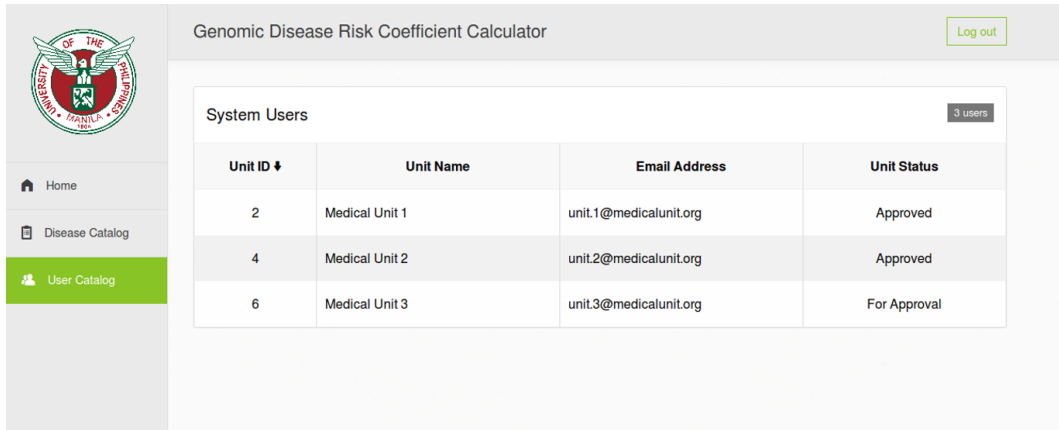 UNIVERSITY OF THE PHILIPPINES
MANILA
1908
Genomic Disease Risk Coefficient Calculator
Log out
Home
Disease Catalog
User Catalog
System Users
3 users
Unit ID Unit Name Email Address Unit Status
2 Medical Unit 1 unit.1@medicalunit.org Approved
4 Medical Unit 2 unit.2@medicalunit.org Approved
6 Medical Unit 3 unit.3@medicalunit.org For Approval